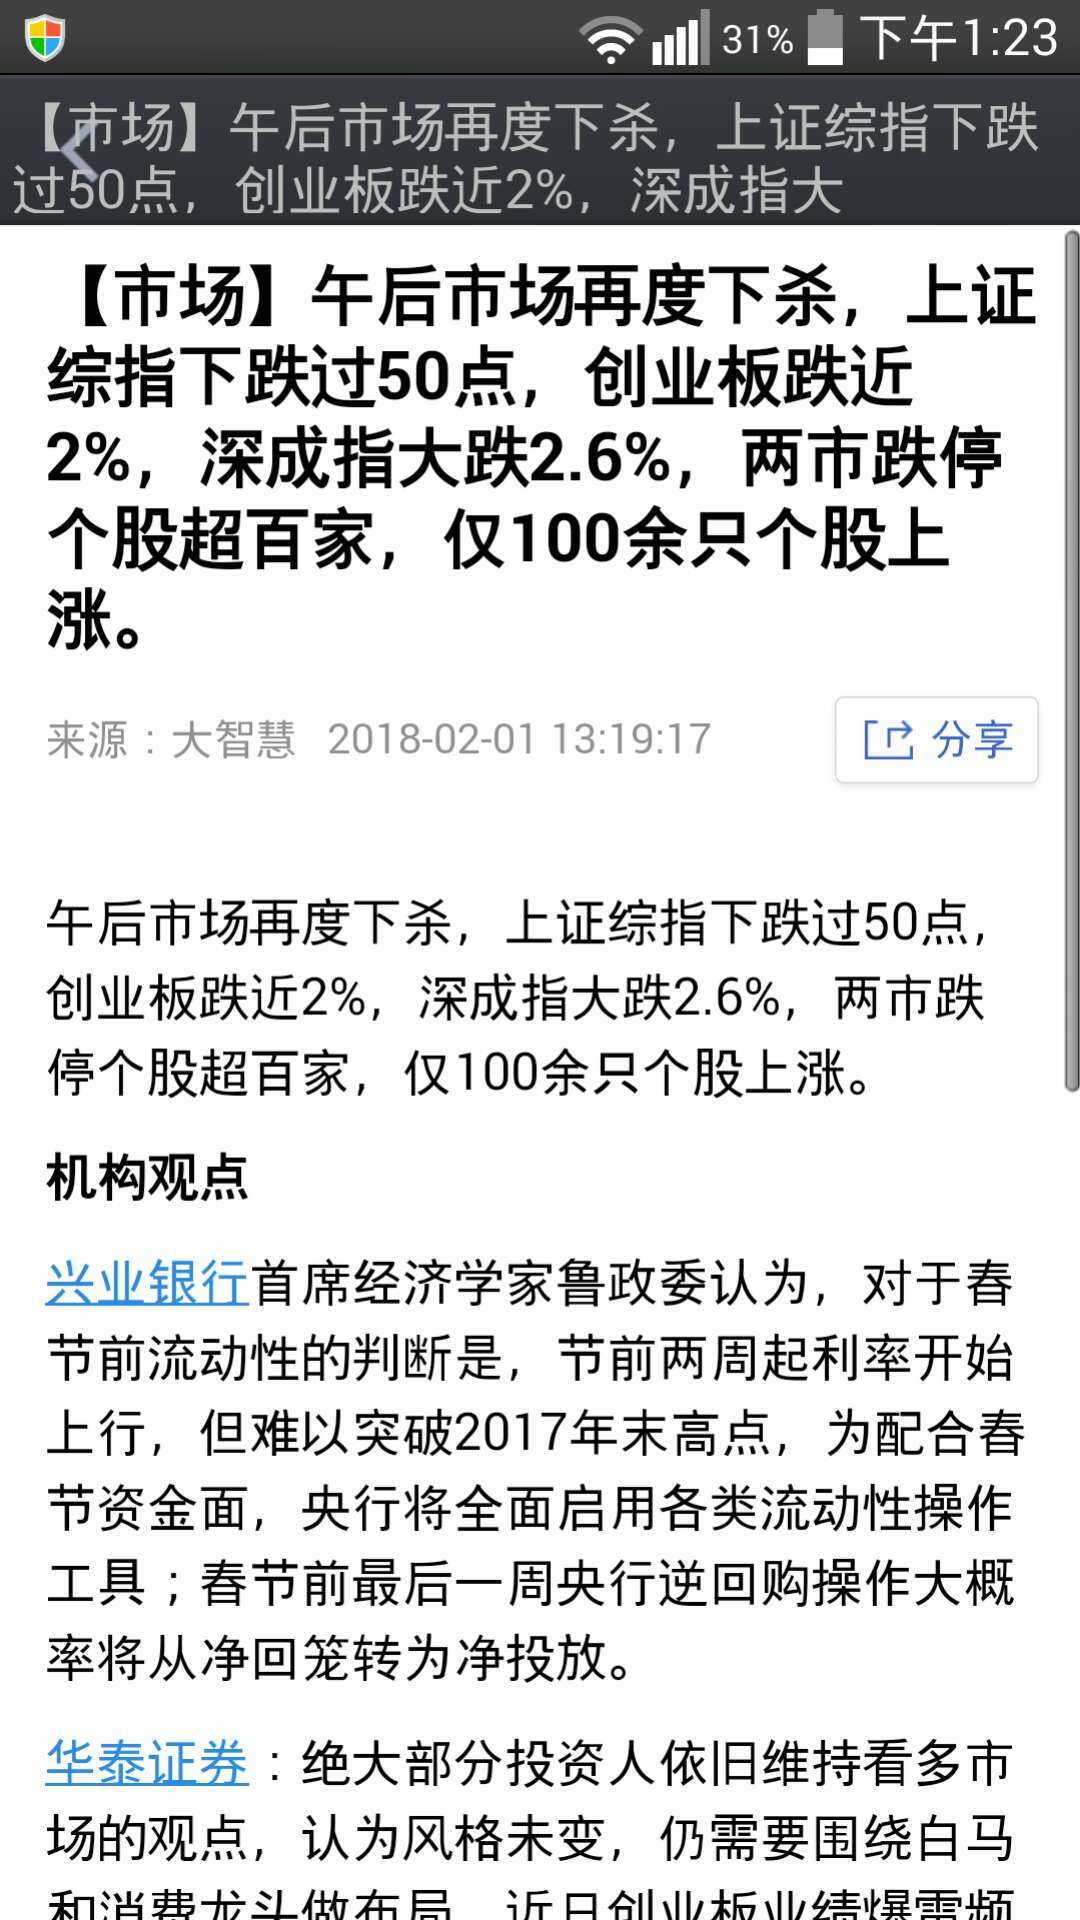 31% 下午1:23
【市场】午后市场再度下杀，上证综指下跌
过50点，创业板跌近2%，深成指大
【市场】午后市场再度下杀，上证
综指下跌过50点，创业板跌近
2%，深成指大跌2.6%，两市跌停
个股超百家，仅100余只个股上
涨。
来源：大智慧 2018-02-01 13:19:17 分享
午后市场再度下杀，上证综指下跌过50点，
创业板跌近2%，深成指大跌2.6%，两市跌
停个股超百家，仅100余只个股上涨。
机构观点
兴业银行首席经济学家鲁政委认为，对于春
节前流动性的判断是，节前两周起利率开始
上行，但难以突破2017年末高点，为配合春
节资金面，央行将全面启用各类流动性操作
工具；春节前最后一周央行逆回购操作大概
率将从净回笼转为净投放。
华泰证券：绝大部分投资人依旧维持看多市
场的观点，认为风格未变，仍需要围绕白马
和消费龙头做布局，近日创业板业绩爆雷频